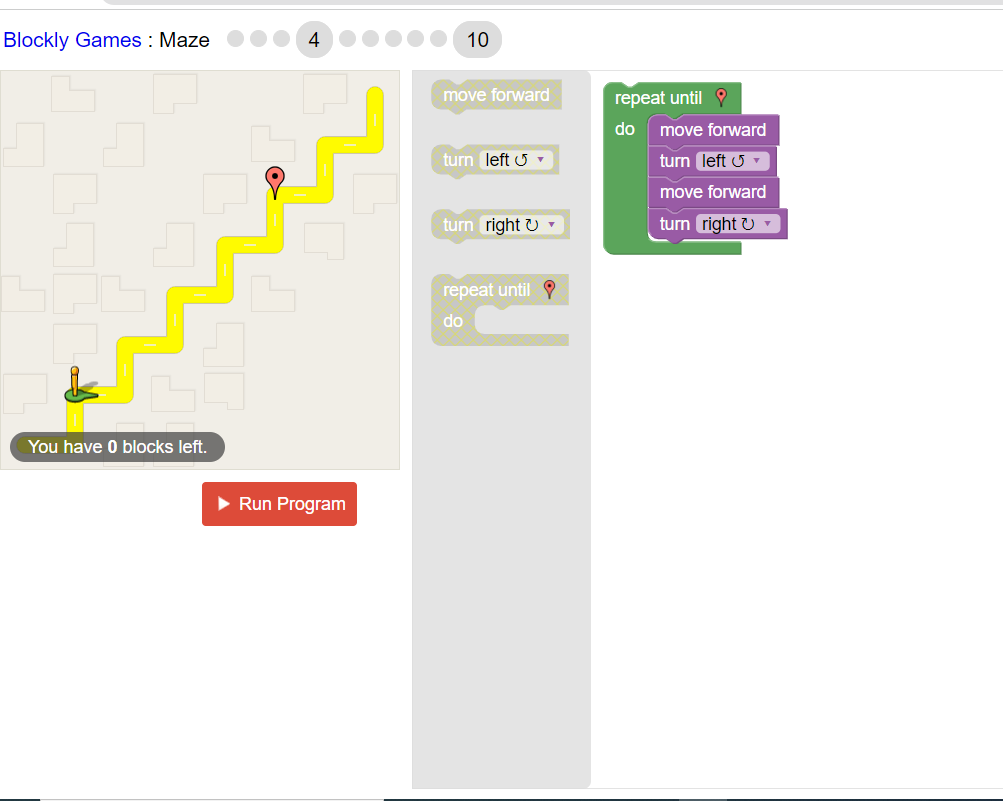 Blockly Games : Maze 4 10
move forward
turn left ↺ ▼
turn right ↻ ▼
repeat until
do
You have 0 blocks left.
Run Program
repeat until
do
move forward
turn left ↺ ▼
move forward
turn right ↻ ▼